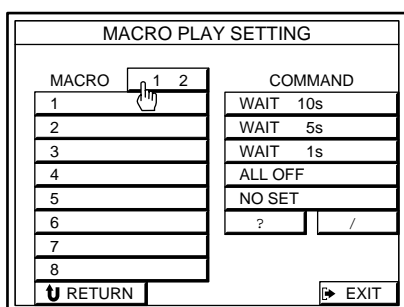 MACRO PLAY SETTING
MACRO 1 2
1
2
3
4
5
6
7
8
COMMAND
WAIT 10s
WAIT 5s
WAIT 1s
ALL OFF
NO SET
? /
RETURN
EXIT